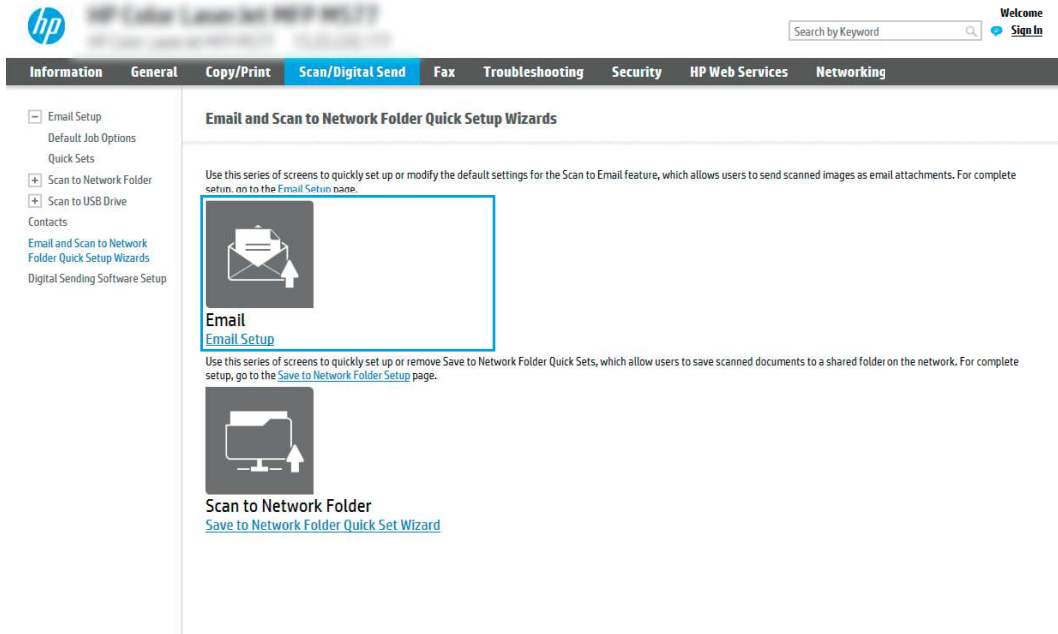 hp
HP Color LaserJet MFP M577
Welcome
Search by Keyword
Sign In
Information General Copy/Print Scan/Digital Send Fax Troubleshooting Security HP Web Services Networking
Email Setup
Default Job Options
Quick Sets
Scan to Network Folder
Scan to USB Drive
Contacts
Email and Scan to Network
Folder Quick Setup Wizards
Digital Sending Software Setup
Email and Scan to Network Folder Quick Setup Wizards
Use this series of screens to quickly set up or modify the default settings for the Scan to Email feature, which allows users to send scanned images as email attachments. For complete
setup, go to the Email Setup page.
Email
Email Setup
Use this series of screens to quickly set up or remove Save to Network Folder Quick Sets, which allow users to save scanned documents to a shared folder on the network. For complete
setup, go to the Save to Network Folder Setup page.
Scan to Network Folder
Save to Network Folder Quick Set Wizard